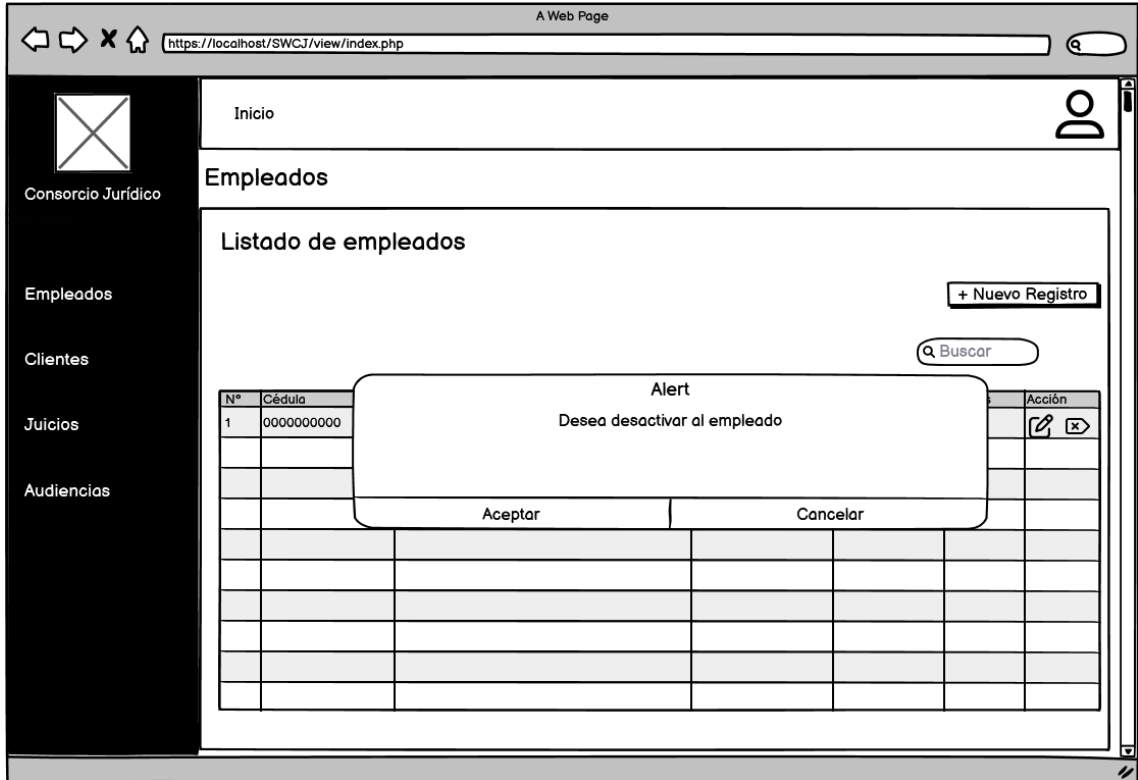 A Web Page
https://localhost/SWCJ/view/index.php
Inicio
Consorcio Jurídico
Empleados
Listado de empleados
Empleados
+ Nuevo Registro
Clientes
Buscar
Alert
Nº Cédula Acción
Desea desactivar al empleado
1 0000000000
Juicios
Audiencias
Aceptar Cancelar